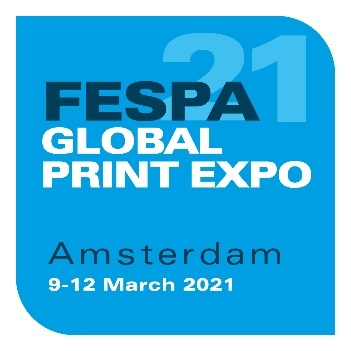 21
FESPA
GLOBAL
PRINT EXPO
Amsterdam
9-12 March 2021